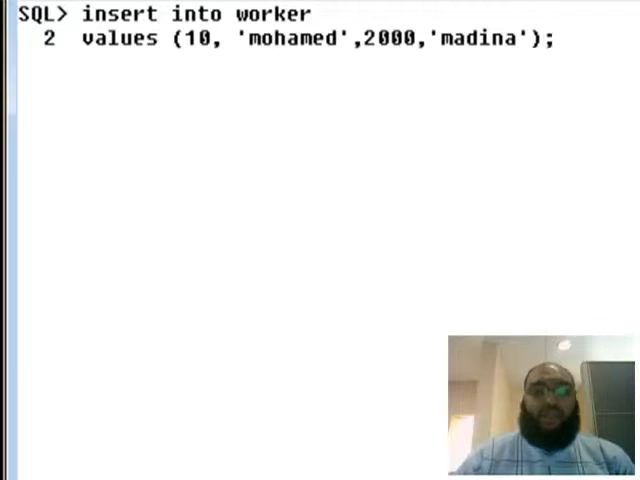 SQL> insert into worker
2 values (10, 'mohamed',2000,'madina');